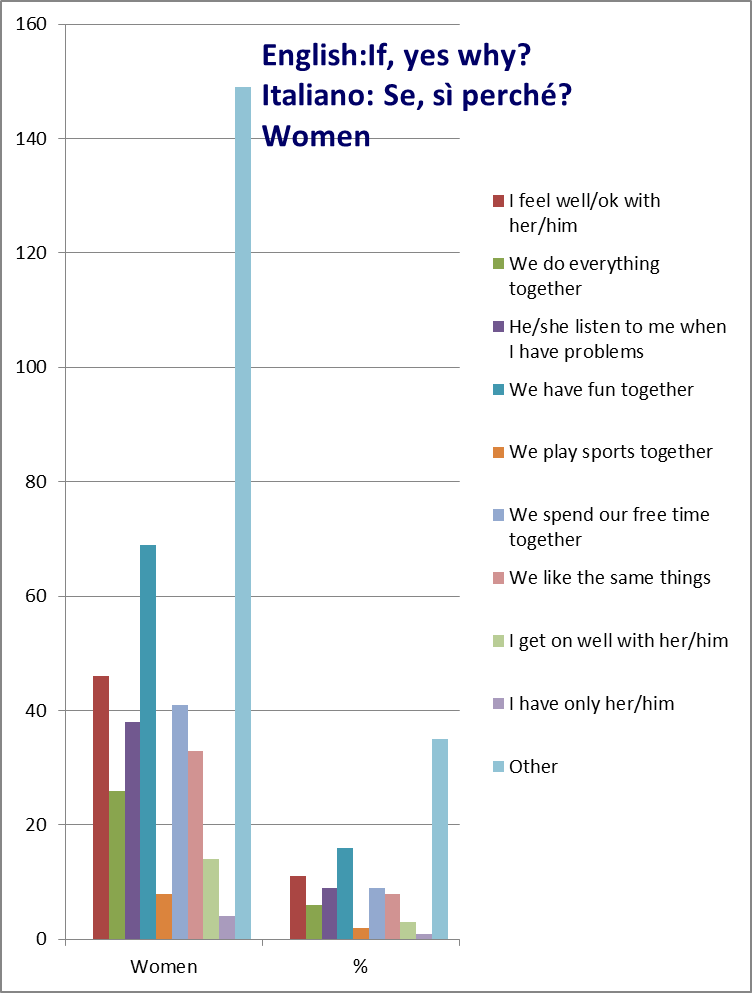 English:If, yes why?
Italiano: Se, sì perché?
Women
160
140
120
100
80
60
40
20
0
Women
%
I feel well/ok with
her/him
We do everything
together
He/she listen to me when
I have problems
We have fun together
We play sports together
We spend our free time
together
We like the same things
I get on well with her/him
I have only her/him
Other